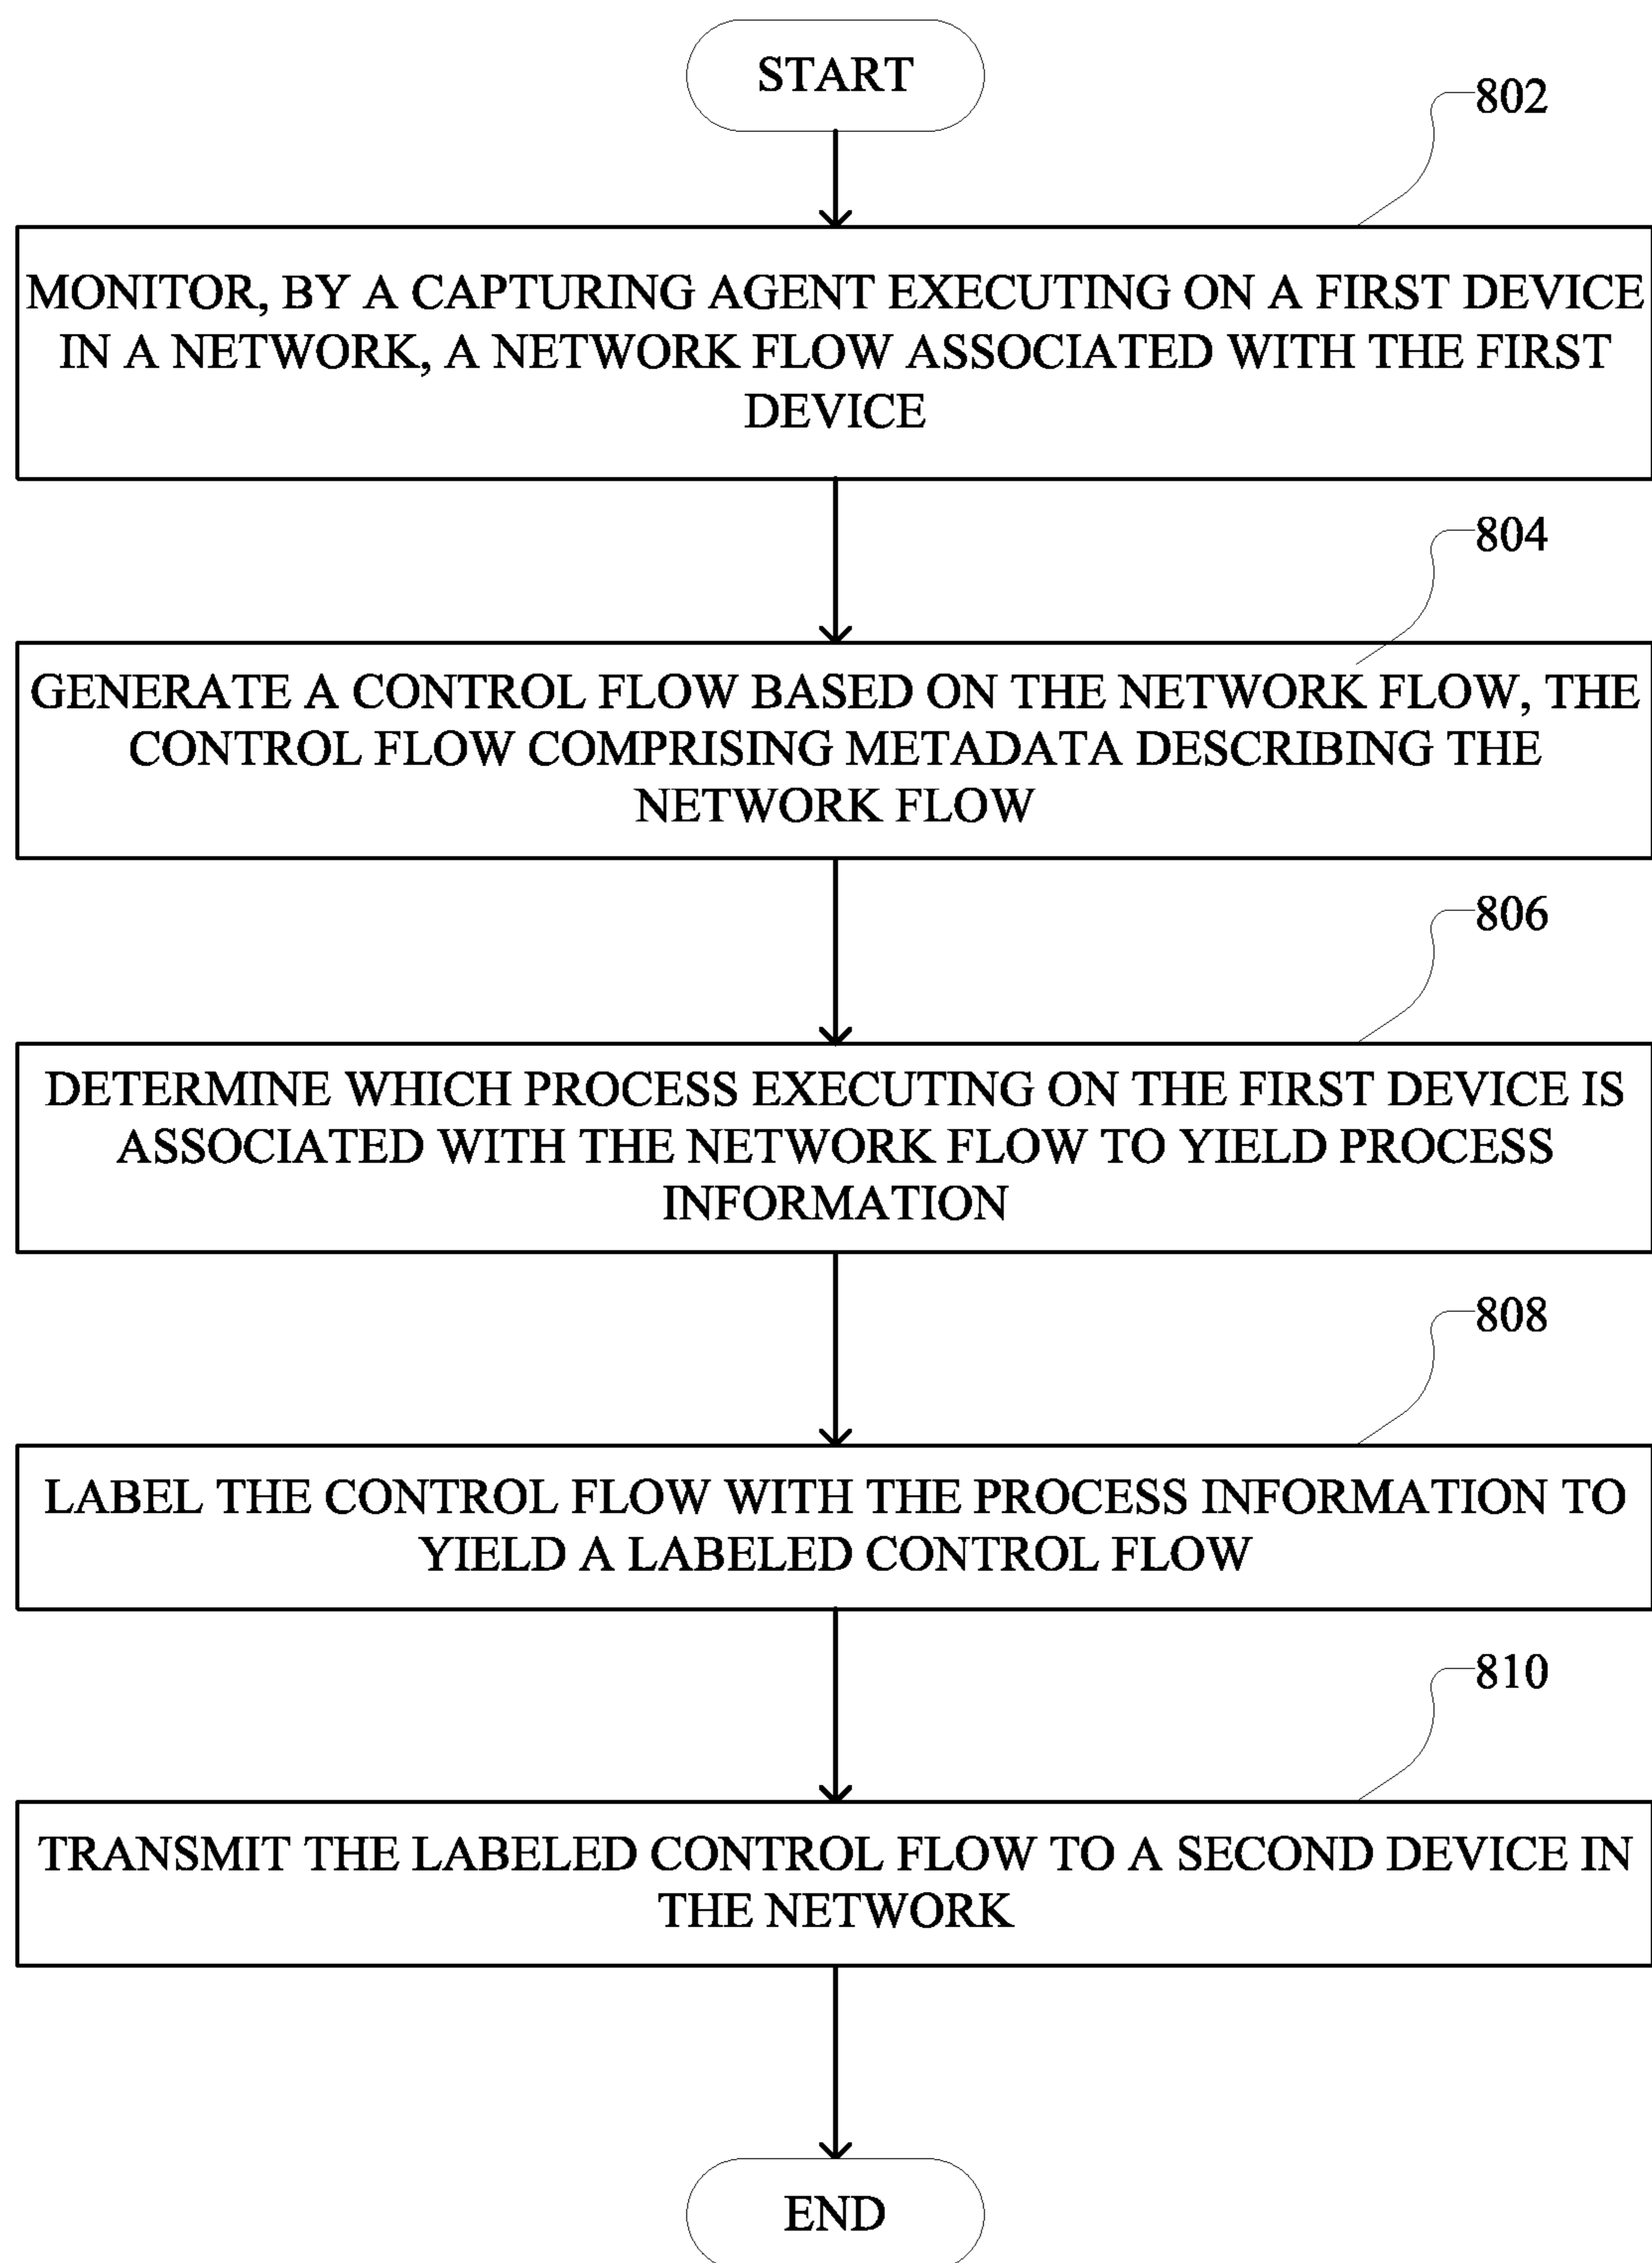 START
802
MONITOR, BY A CAPTURING AGENT EXECUTING ON A FIRST DEVICE
IN A NETWORK, A NETWORK FLOW ASSOCIATED WITH THE FIRST
DEVICE
804
GENERATE A CONTROL FLOW BASED ON THE NETWORK FLOW, THE
CONTROL FLOW COMPRISING METADATA DESCRIBING THE
NETWORK FLOW
806
DETERMINE WHICH PROCESS EXECUTING ON THE FIRST DEVICE IS
ASSOCIATED WITH THE NETWORK FLOW TO YIELD PROCESS
INFORMATION
808
LABEL THE CONTROL FLOW WITH THE PROCESS INFORMATION TO
YIELD A LABELED CONTROL FLOW
810
TRANSMIT THE LABELED CONTROL FLOW TO A SECOND DEVICE IN
THE NETWORK
END